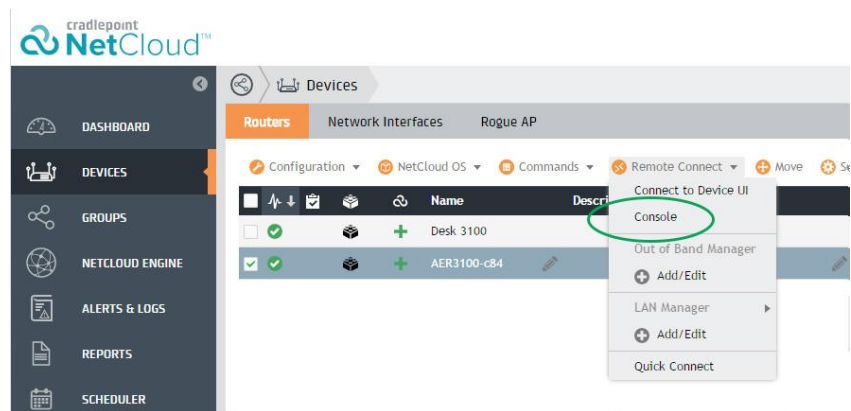 cradlepoint
NetCloud™
Devices
DASHBOARD
DEVICES
GROUPS
NETCLOUD ENGINE
ALERTS & LOGS
REPORTS
SCHEDULER
Routers Network Interfaces Rogue AP
Configuration NetCloud OS Commands Remote Connect Move
Name
Desk 3100
AER3100-c84
Connect to Device UI
Console
Out of Band Manager
Add/Edit
LAN Manager
Add/Edit
Quick Connect